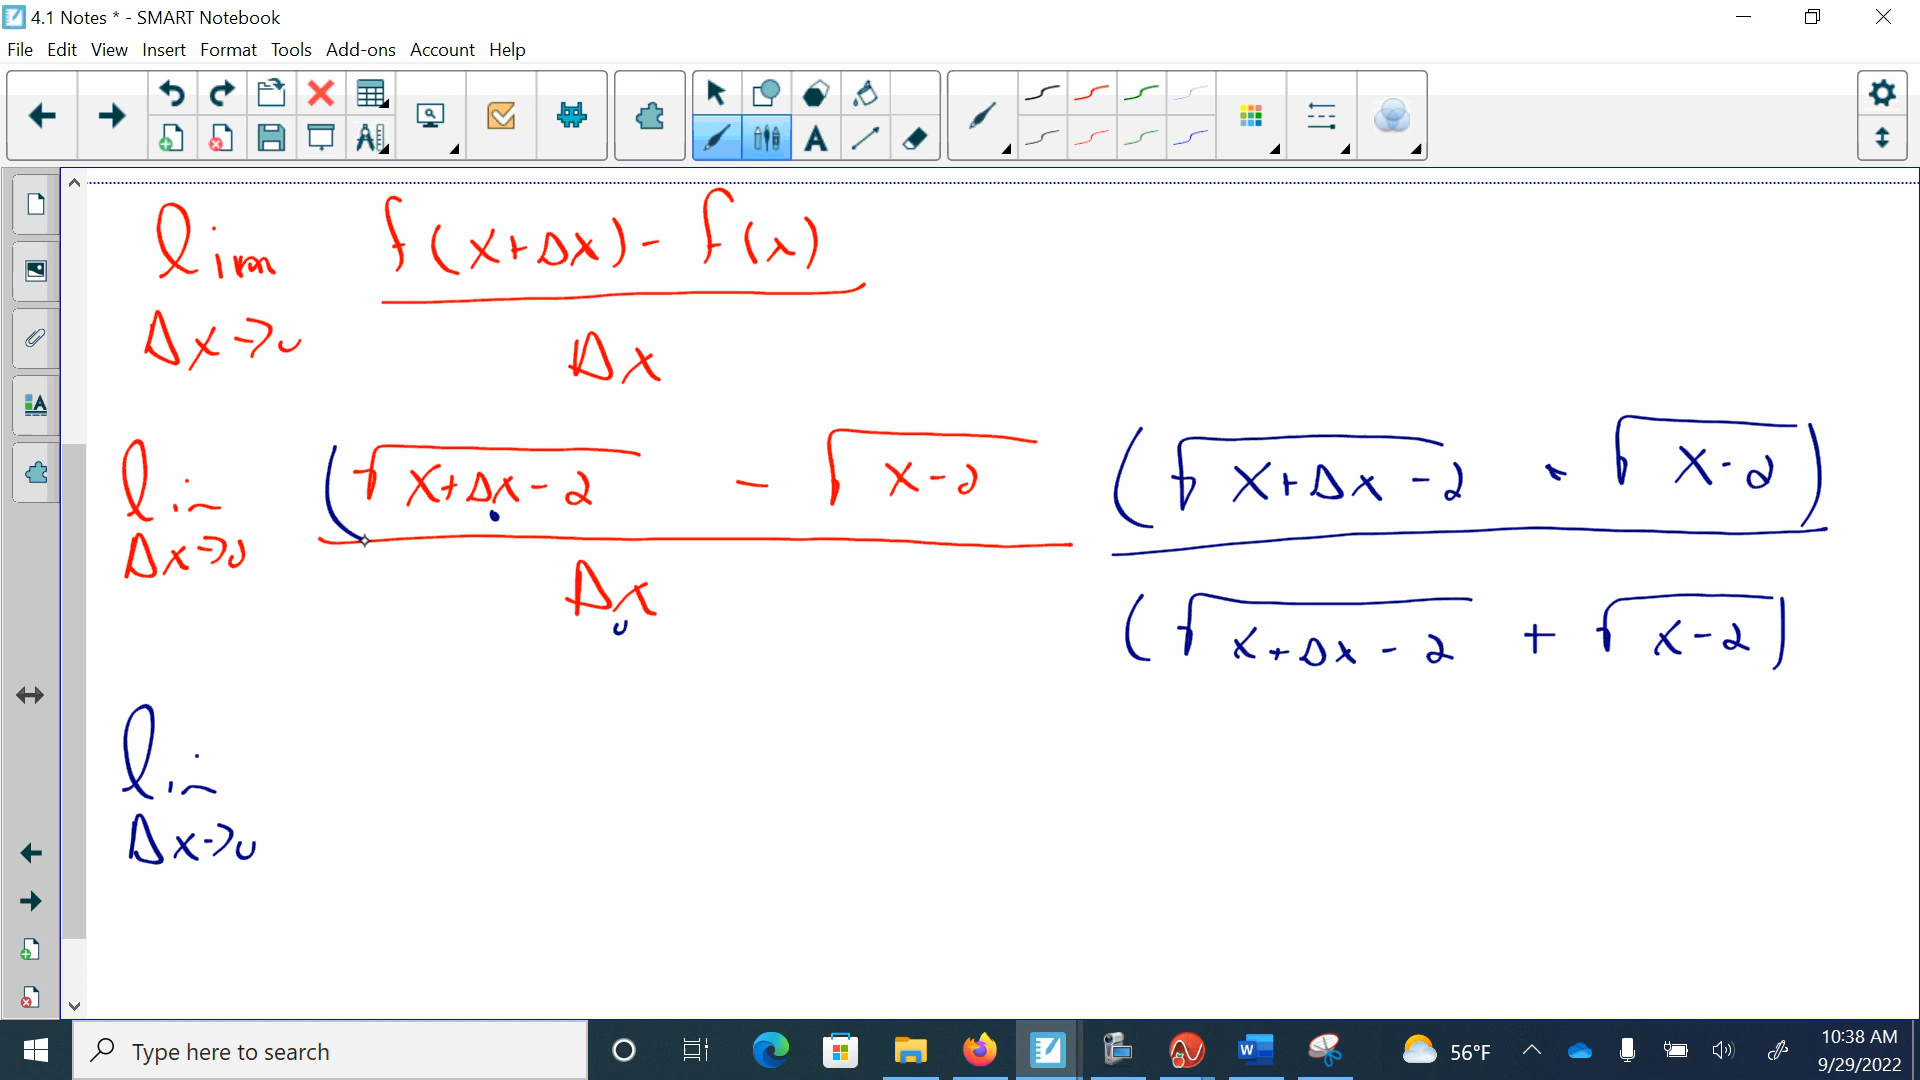 4.1 Notes * - SMART Notebook
File Edit View Insert Format Tools Add-ons Account Help
lim f(x+Δx) - f(x)
Δx→0 Δx
lim (√x+Δx-2 - √x-2 (√x+Δx-2 √x-2)
Δx→0 Δx (√x+Δx-2 + √x-2)
lim
Δx→0
Type here to search
56°F
10:38 AM
9/29/2022